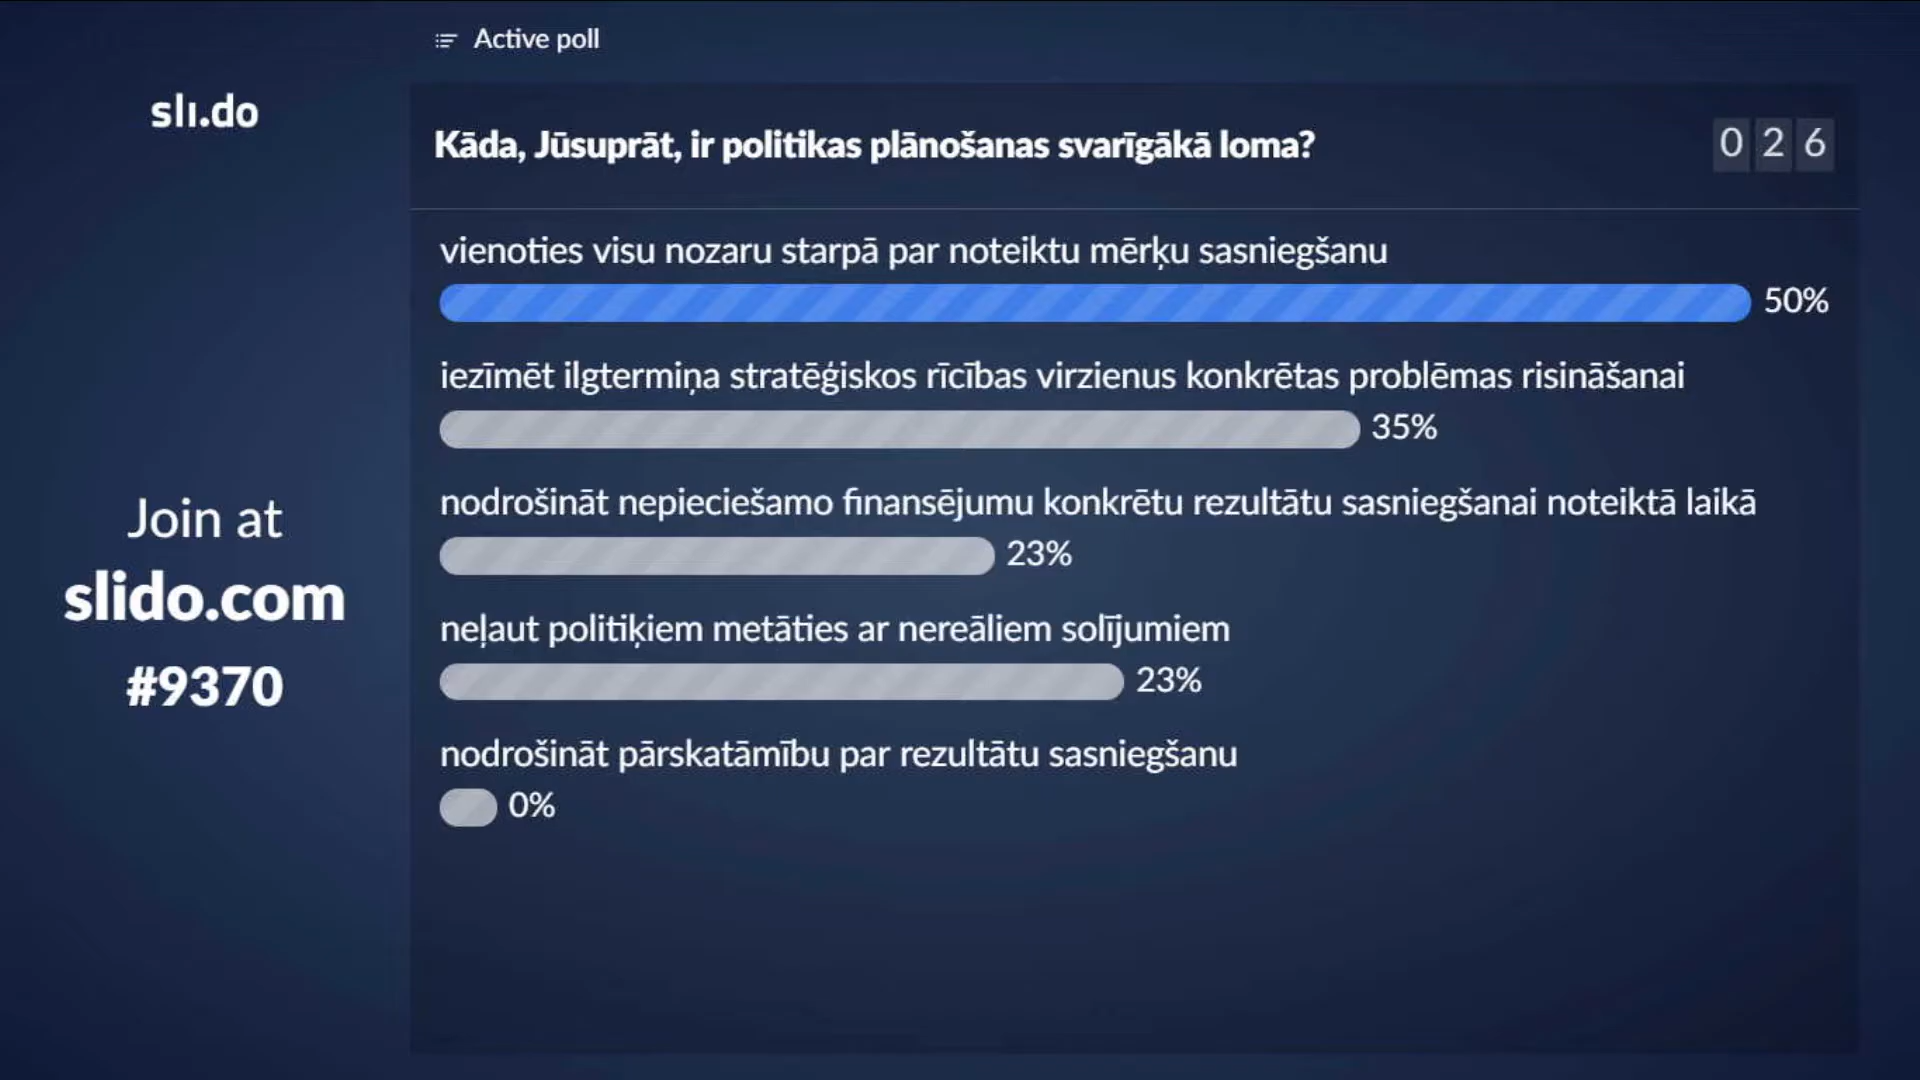 Active poll
sli.do
Kāda, Jūsuprāt, ir politikas plānošanas svarīgākā loma?
0 2 6
vienoties visu nozaru starpā par noteiktu mērķu sasniegšanu
50%
iezīmēt ilgtermiņa stratēģiskos rīcības virzienus konkrētas problēmas risināšanai
35%
nodrošināt nepieciešamo finansējumu konkrētu rezultātu sasniegšanai noteiktā laikā
23%
neļaut politiķiem metāties ar nereāliem solījumiem
23%
nodrošināt pārskatāmību par rezultātu sasniegšanu
0%
Join at
slido.com
#9370